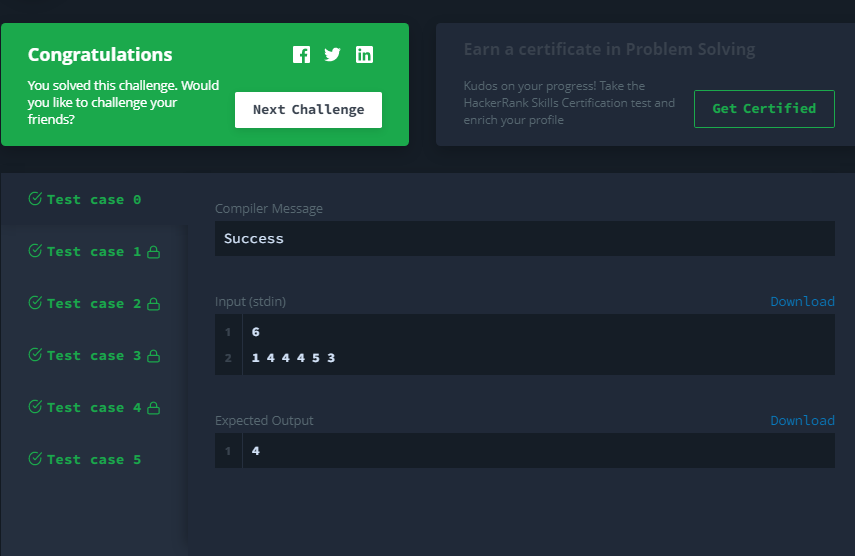 Congratulations
You solved this challenge. Would
you like to challenge your
friends?
Next Challenge
Earn a certificate in Problem Solving
Kudos on your progress! Take the
HackerRank Skills Certification test and
enrich your profile
Get Certified
Test case 0
Test case 1
Test case 2
Test case 3
Test case 4
Test case 5
Compiler Message
Success
Input (stdin)
Download
1 6
2 1 4 4 4 5 3
Expected Output
Download
1 4